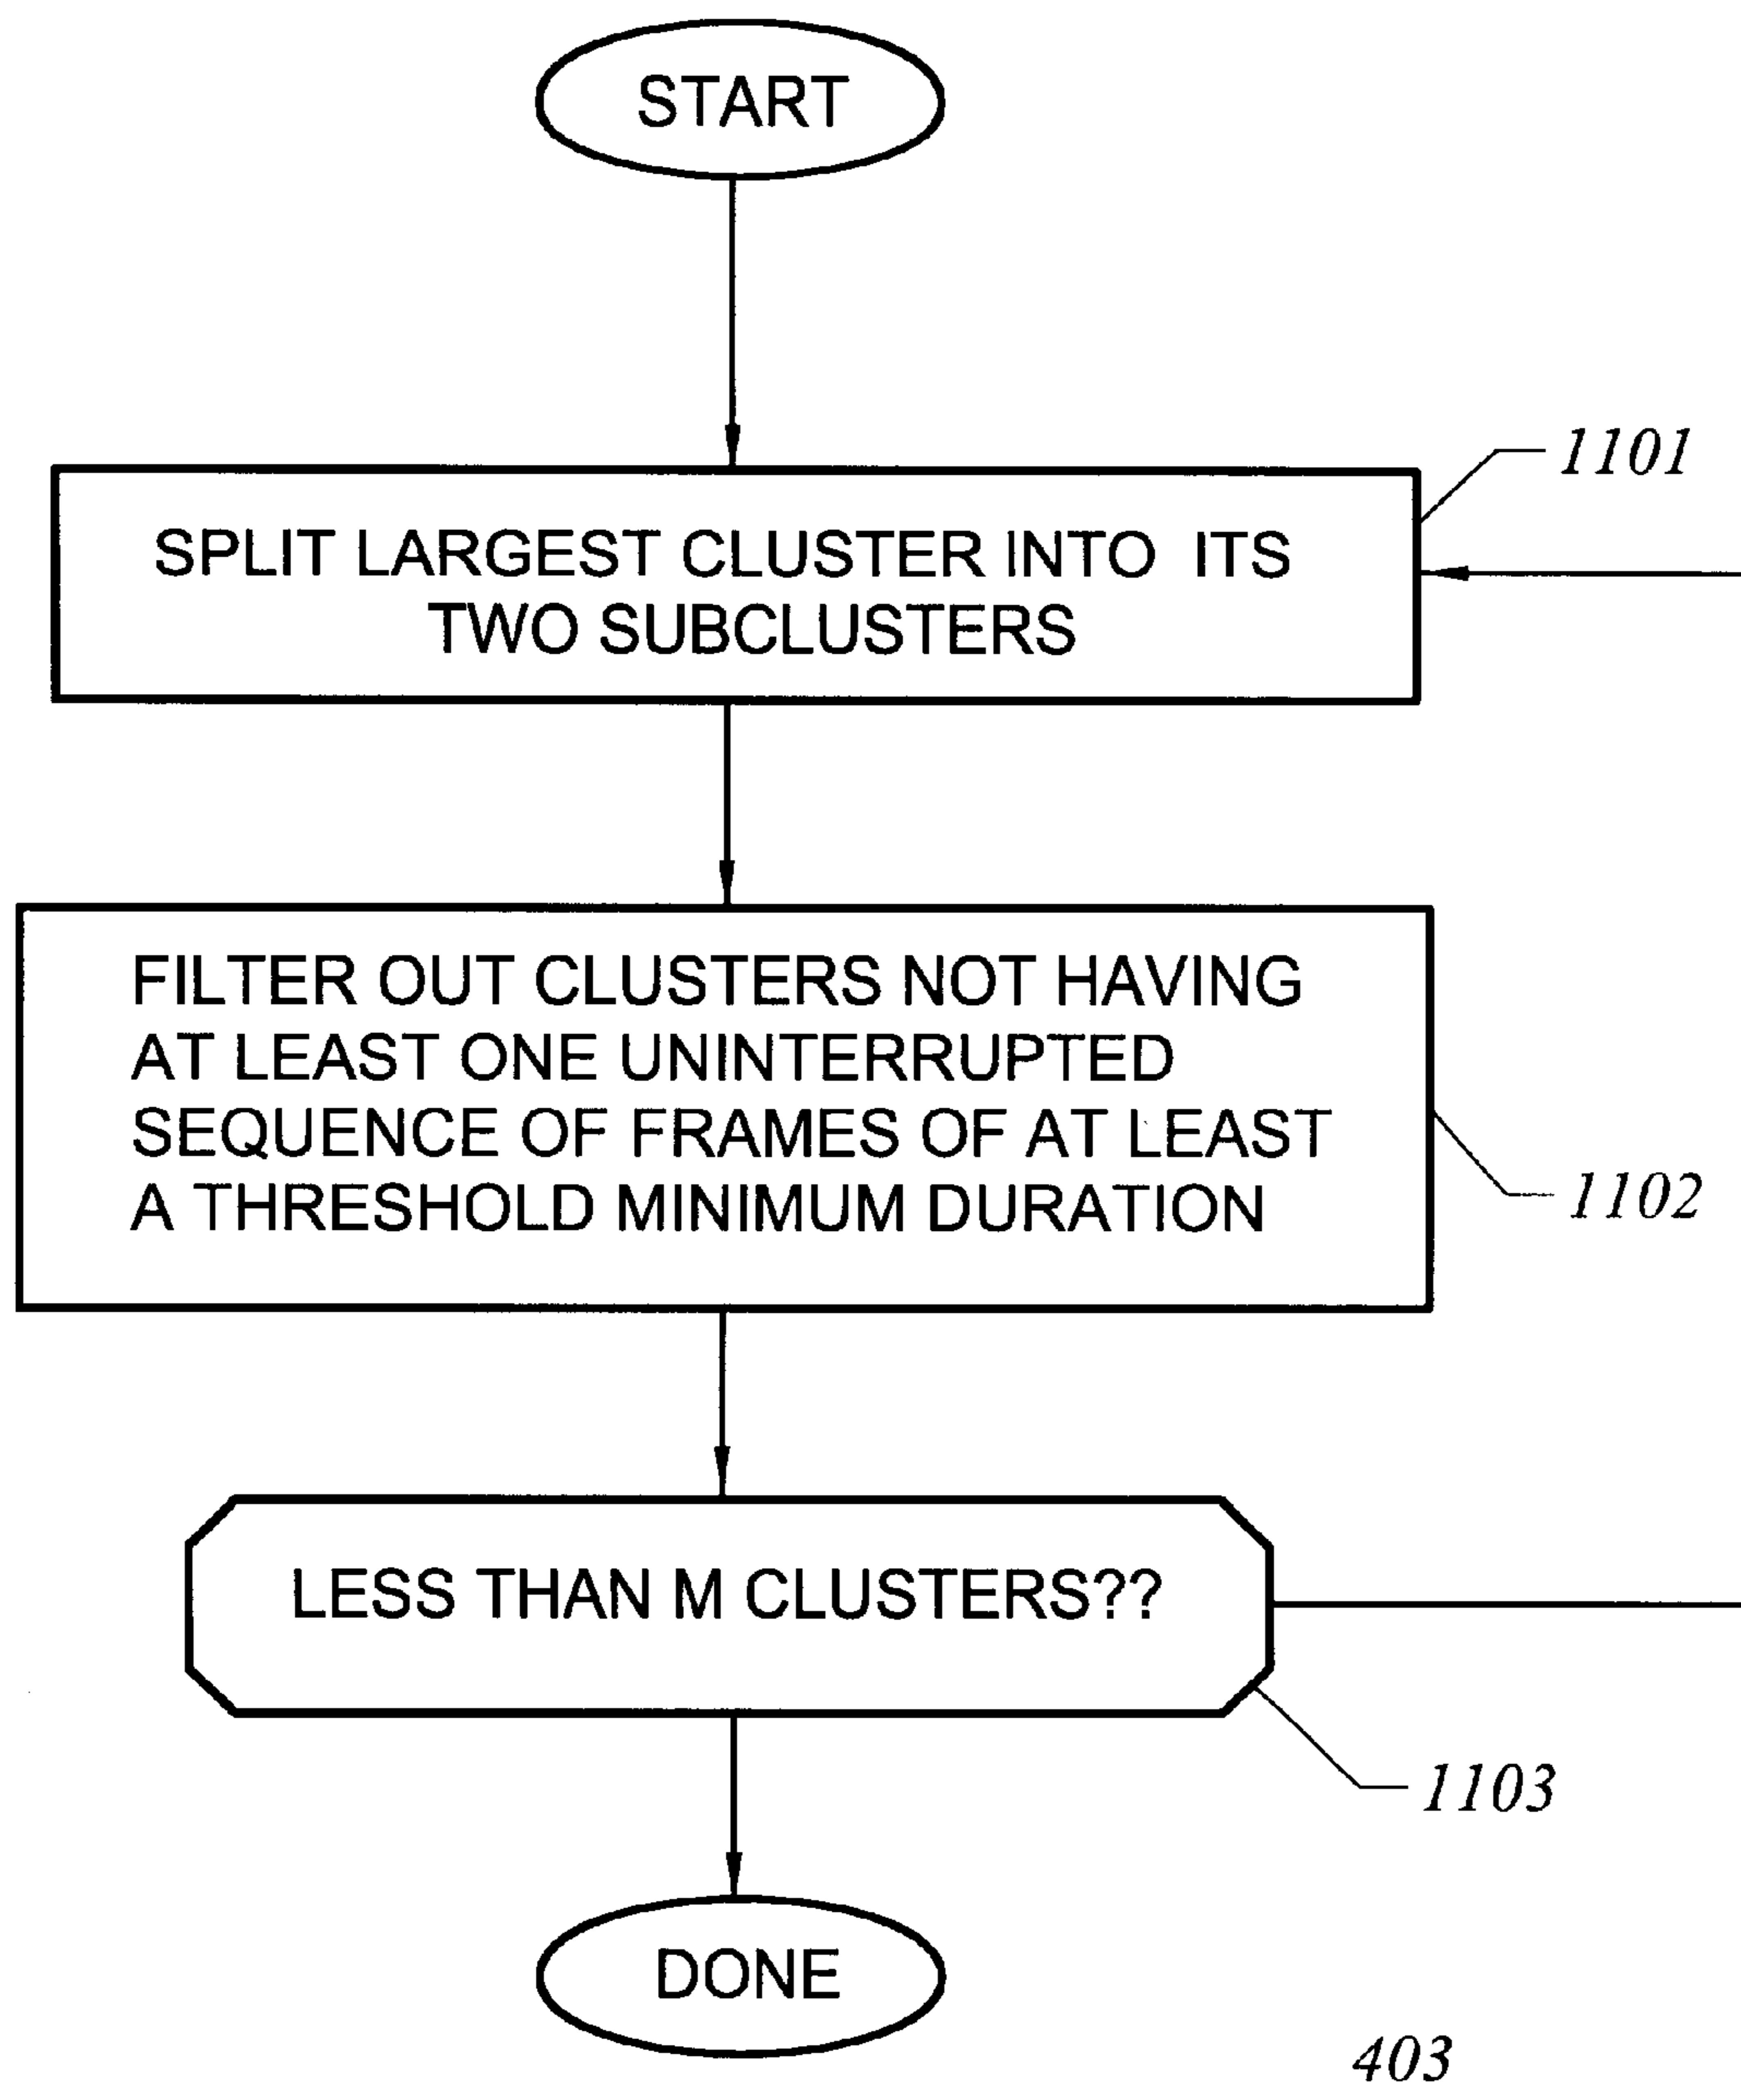 START
1101
SPLIT LARGEST CLUSTER INTO ITS
TWO SUBCLUSTERS
FILTER OUT CLUSTERS NOT HAVING
AT LEAST ONE UNINTERRUPTED
SEQUENCE OF FRAMES OF AT LEAST
A THRESHOLD MINIMUM DURATION
1102
LESS THAN M CLUSTERS??
1103
DONE
403